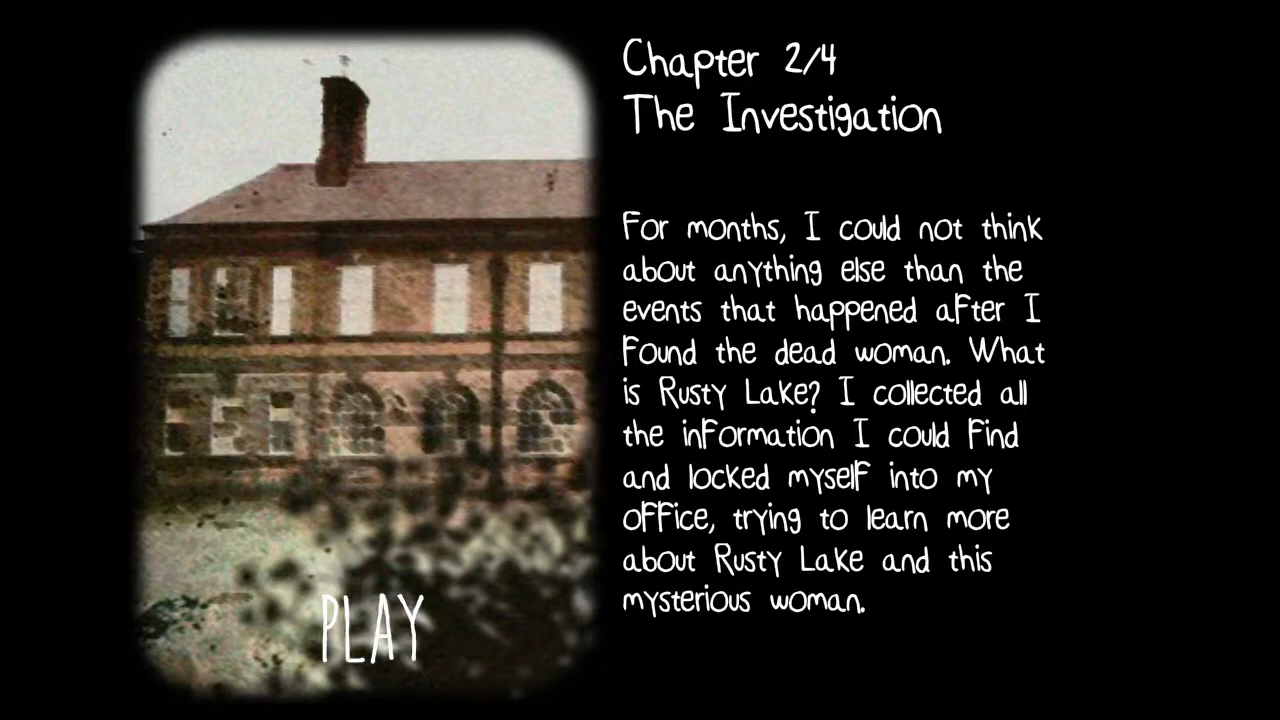 Chapter 2/4
The Investigation
For months, I could not think
about anything else than the
events that happened after I
found the dead woman. What
is Rusty Lake? I collected all
the information I could find
and locked myself into my
office, trying to learn more
about Rusty Lake and this
mysterious woman.
PLAY